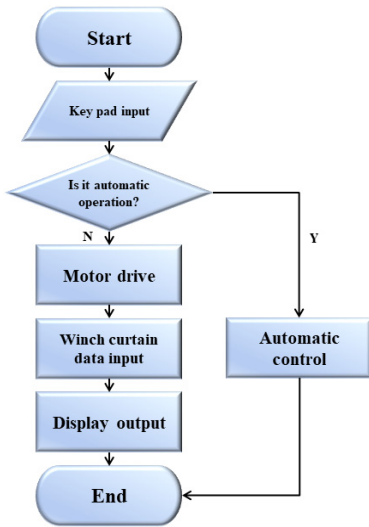 Start
Key pad input
Is it automatic
operation?
N
Y
Motor drive
Winch curtain
data input
Automatic
control
Display output
End